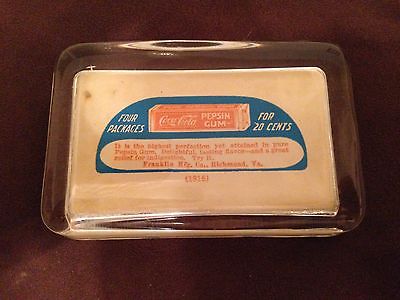 FOUR PACKAGES
Coca-Cola PEPSIN GUM
FOR 20 CENTS
It is the highest perfection yet attained in pure
Pepsin Gum. Delightful, lasting flavor—and a great
relief for indigestion. Try it.
Franklin Mfg. Co., Richmond, Va.
(1916)